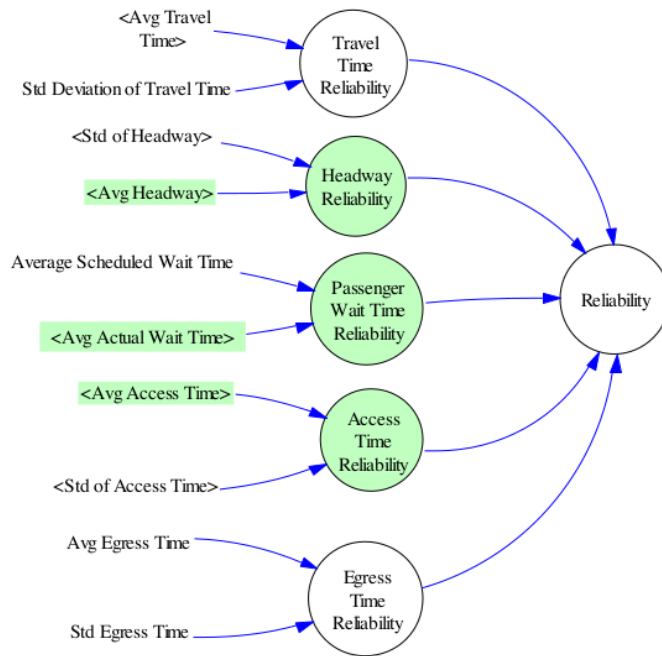 <Avg Travel
Time>
Std Deviation of Travel Time
Travel
Time
Reliability
<Std of Headway>
<Avg Headway>
Headway
Reliability
Average Scheduled Wait Time
<Avg Actual Wait Time>
Passenger
Wait Time
Reliability
Reliability
<Avg Access Time>
<Std of Access Time>
Access
Time
Reliability
Avg Egress Time
Std Egress Time
Egress
Time
Reliability